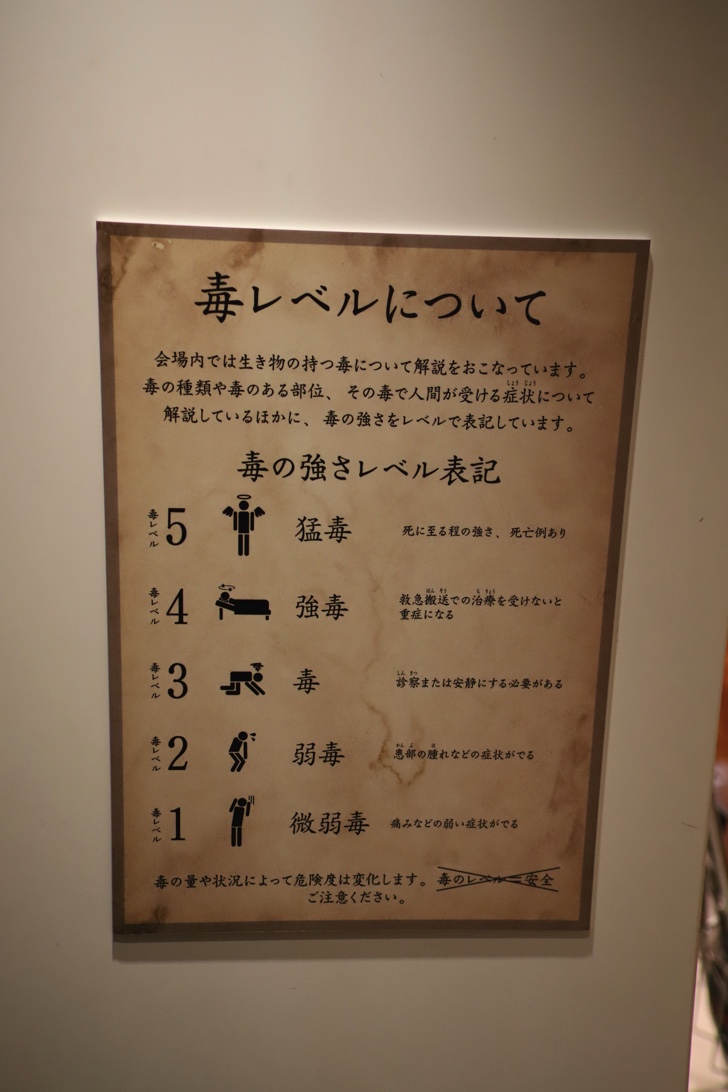 毒レベルについて
会場内では生き物の持つ毒について解説をおこなっています。
毒の種類や毒のある部位、その毒で人間が受ける症状について
解説しているほかに、毒の強さをレベルで表記しています。
毒の強さレベル表記
毒レベル 5 猛毒 死に至る程の強さ、死亡例あり
毒レベル 4 強毒 救急搬送での治療を受けないと
重症になる
毒レベル 3 毒 診察または安静にする必要がある
毒レベル 2 弱毒 患部の腫れなどの症状がでる
毒レベル 1 微弱毒 痛みなどの弱い症状がでる
毒の量や状況によって危険度は変化します。毒のレベル＝安全
ご注意ください。